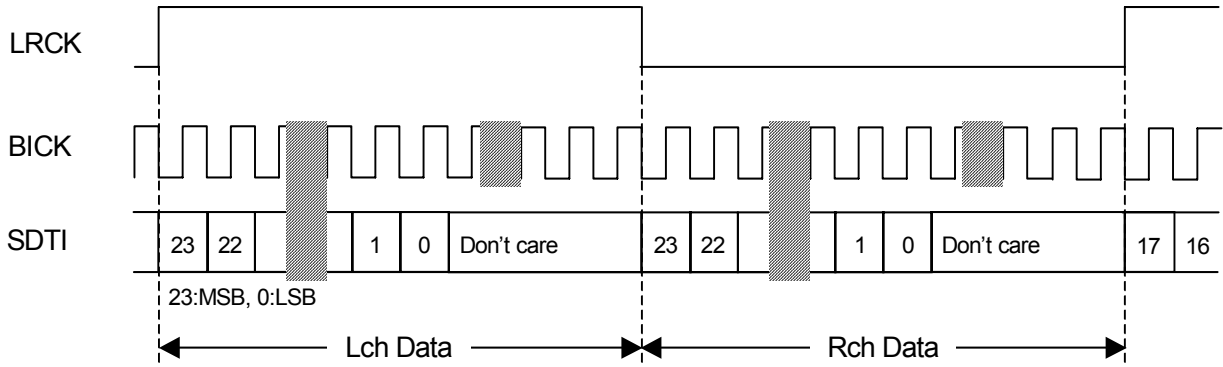 LRCK
BICK
SDTI 23 22 1 0 Don't care 23 22 1 0 Don't care 17 16
23:MSB, 0:LSB
Lch Data Rch Data